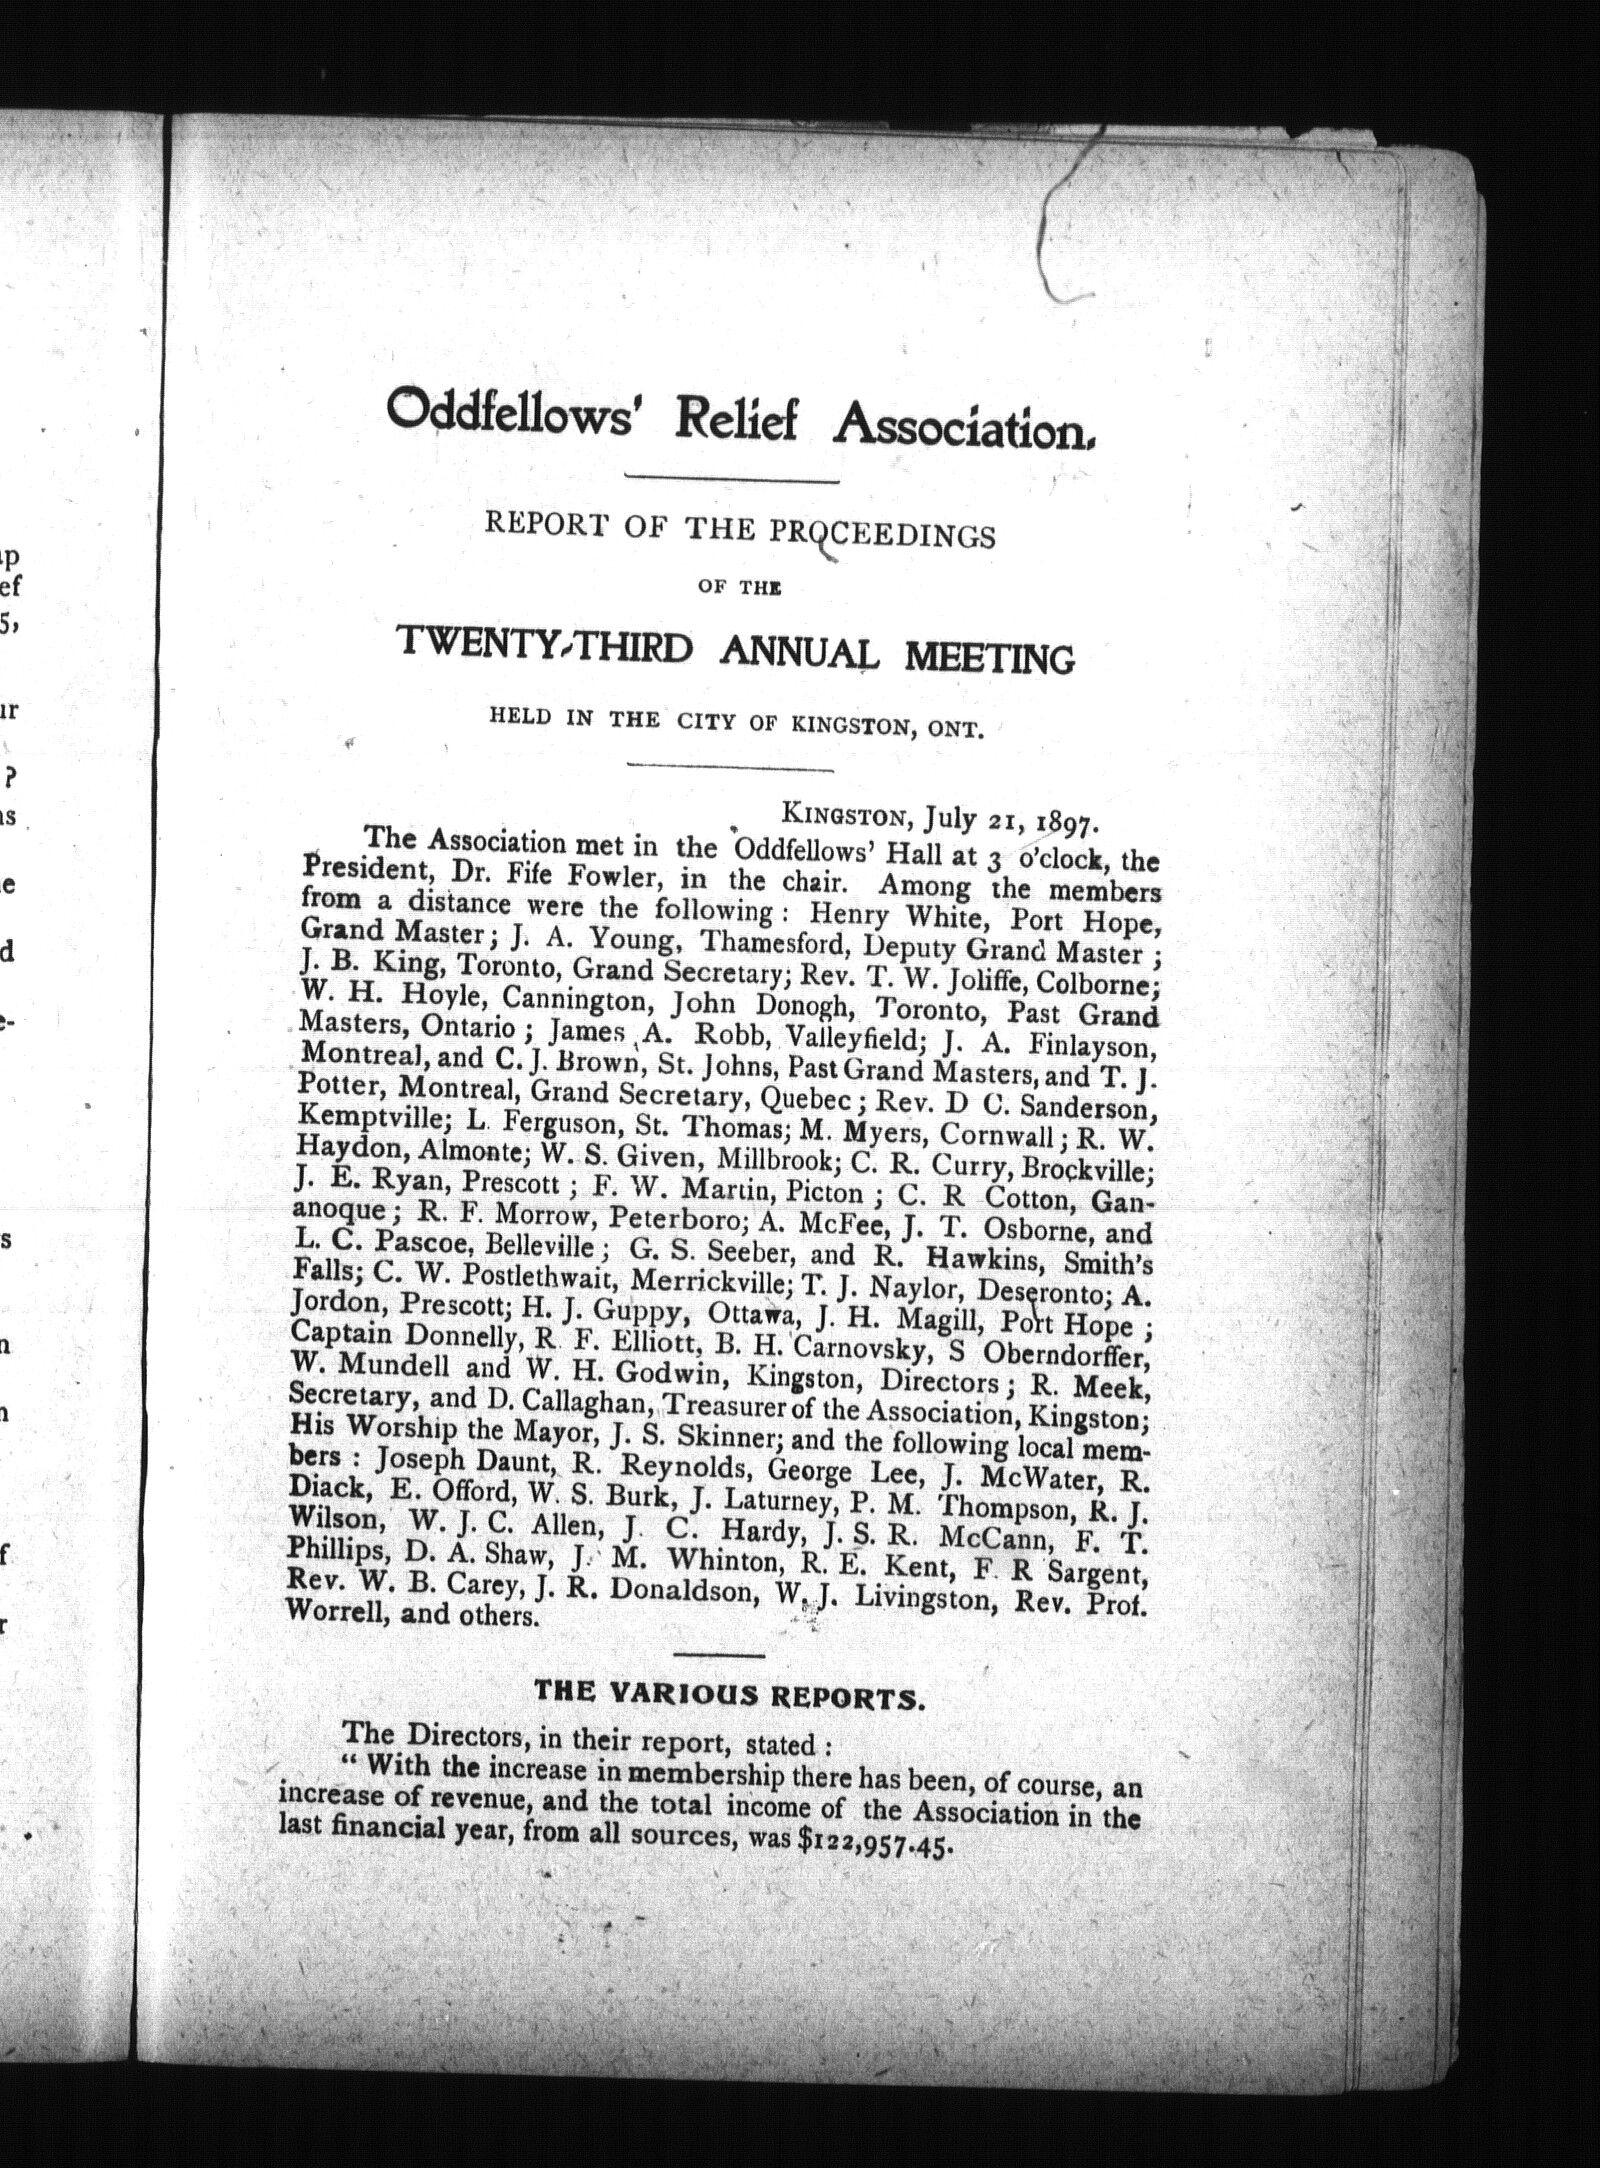 Oddfellows' Relief Association.
REPORT OF THE PROCEEDINGS
OF THE
TWENTY-THIRD ANNUAL MEETING
HELD IN THE CITY OF KINGSTON, ONT.
KINGSTON, July 21, 1897.
The Association met in the Oddfellows' Hall at 3 o'clock, the
President, Dr. Fife Fowler, in the chair. Among the members
from a distance were the following: Henry White, Port Hope,
Grand Master; J. A. Young, Thamesford, Deputy Grand Master;
J. B. King, Toronto, Grand Secretary; Rev. T. W. Joliffe, Colborne;
W. H. Hoyle, Cannington, John Donogh, Toronto, Past Grand
Masters, Ontario; James A. Robb, Valleyfield; J. A. Finlayson,
Montreal, and C. J. Brown, St. Johns, Past Grand Masters, and T. J.
Potter, Montreal, Grand Secretary, Quebec; Rev. D C. Sanderson,
Kemptville; L. Ferguson, St. Thomas; M. Myers, Cornwall; R. W.
Haydon, Almonte; W. S. Given, Millbrook; C. R. Curry, Brockville;
J. E. Ryan, Prescott; F. W. Martin, Picton; C. R Cotton, Gan-
anoque; R. F. Morrow, Peterboro; A. McFee, J. T. Osborne, and
L. C. Pascoe, Belleville; G. S. Seeber, and R. Hawkins, Smith's
Falls; C. W. Postlethwait, Merrickville; T. J. Naylor, Deseronto; A.
Jordon, Prescott; H. J. Guppy, Ottawa, J. H. Magill, Port Hope;
Captain Donnelly, R. F. Elliott, B. H. Carnovsky, S Oberndorffer,
W. Mundell and W. H. Godwin, Kingston, Directors; R. Meek,
Secretary, and D. Callaghan, Treasurer of the Association, Kingston;
His Worship the Mayor, J. S. Skinner; and the following local mem-
bers: Joseph Daunt, R. Reynolds, George Lee, J. McWater, R.
Diack, E. Offord, W. S. Burk, J. Laturney, P. M. Thompson, R. J.
Wilson, W. J. C. Allen, J. C. Hardy, J. S. R. McCann, F. T.
Phillips, D. A. Shaw, J. M. Whinton, R. E. Kent, F. R Sargent,
Rev. W. B. Carey, J. R. Donaldson, W. J. Livingston, Rev. Prof.
Worrell, and others.
THE VARIOUS REPORTS.
The Directors, in their report, stated:
"With the increase in membership there has been, of course, an
increase of revenue, and the total income of the Association in the
last financial year, from all sources, was $122,957.45.